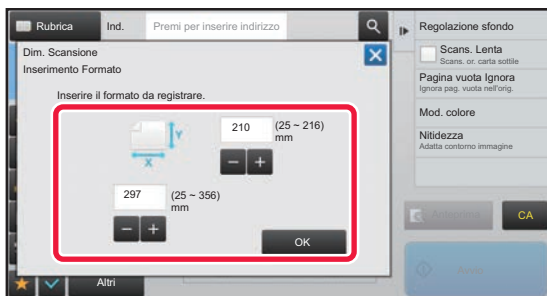 Rubrica
Ind.
Premi per inserire indirizzo
Dim. Scansione
Inserimento Formato
Inserire il formato da registrare.
Y
X
210
(25 ~ 216)
mm
297
(25 ~ 356)
mm
OK
Altri
Regolazione sfondo
Scans. Lenta
Scans. or. carta sottile
Pagina vuota Ignora
Ignora pag. vuota nell'orig.
Mod. colore
Nitidezza
Adatta contorno immagine
CA